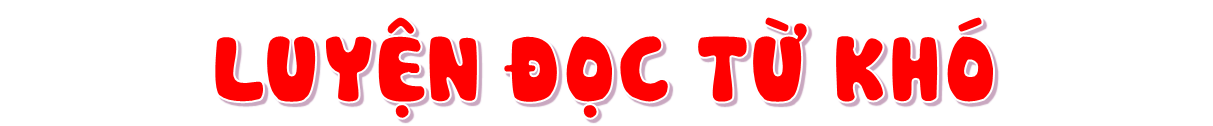 LUYỆN ĐỌC TỪ KHÓ